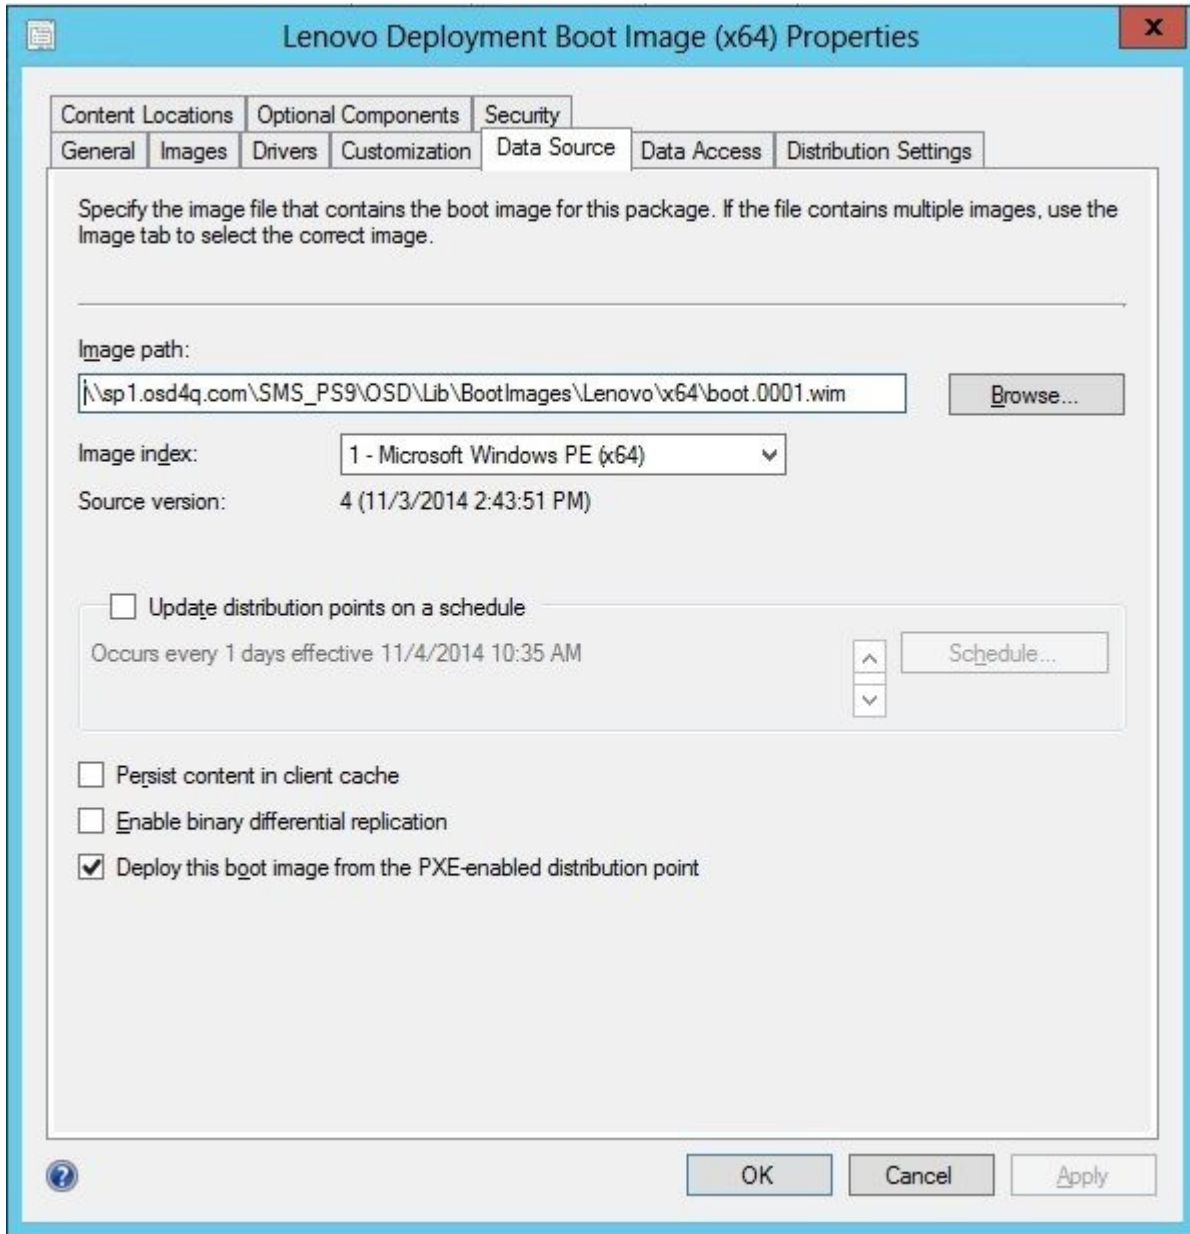 Lenovo Deployment Boot Image (x64) Properties
X
Content Locations Optional Components Security
General Images Drivers Customization Data Source Data Access Distribution Settings
Specify the image file that contains the boot image for this package. If the file contains multiple images, use the
Image tab to select the correct image.
Image path:
\\sp1.osd4q.com\SMS_PS9\OSD\Lib\BootImages\Lenovo\x64\boot.0001.wim
Browse...
Image index:
1 - Microsoft Windows PE (x64)
Source version:
4 (11/3/2014 2:43:51 PM)
Update distribution points on a schedule
Occurs every 1 days effective 11/4/2014 10:35 AM
Schedule...
Persist content in client cache
Enable binary differential replication
Deploy this boot image from the PXE-enabled distribution point
?
OK Cancel Apply